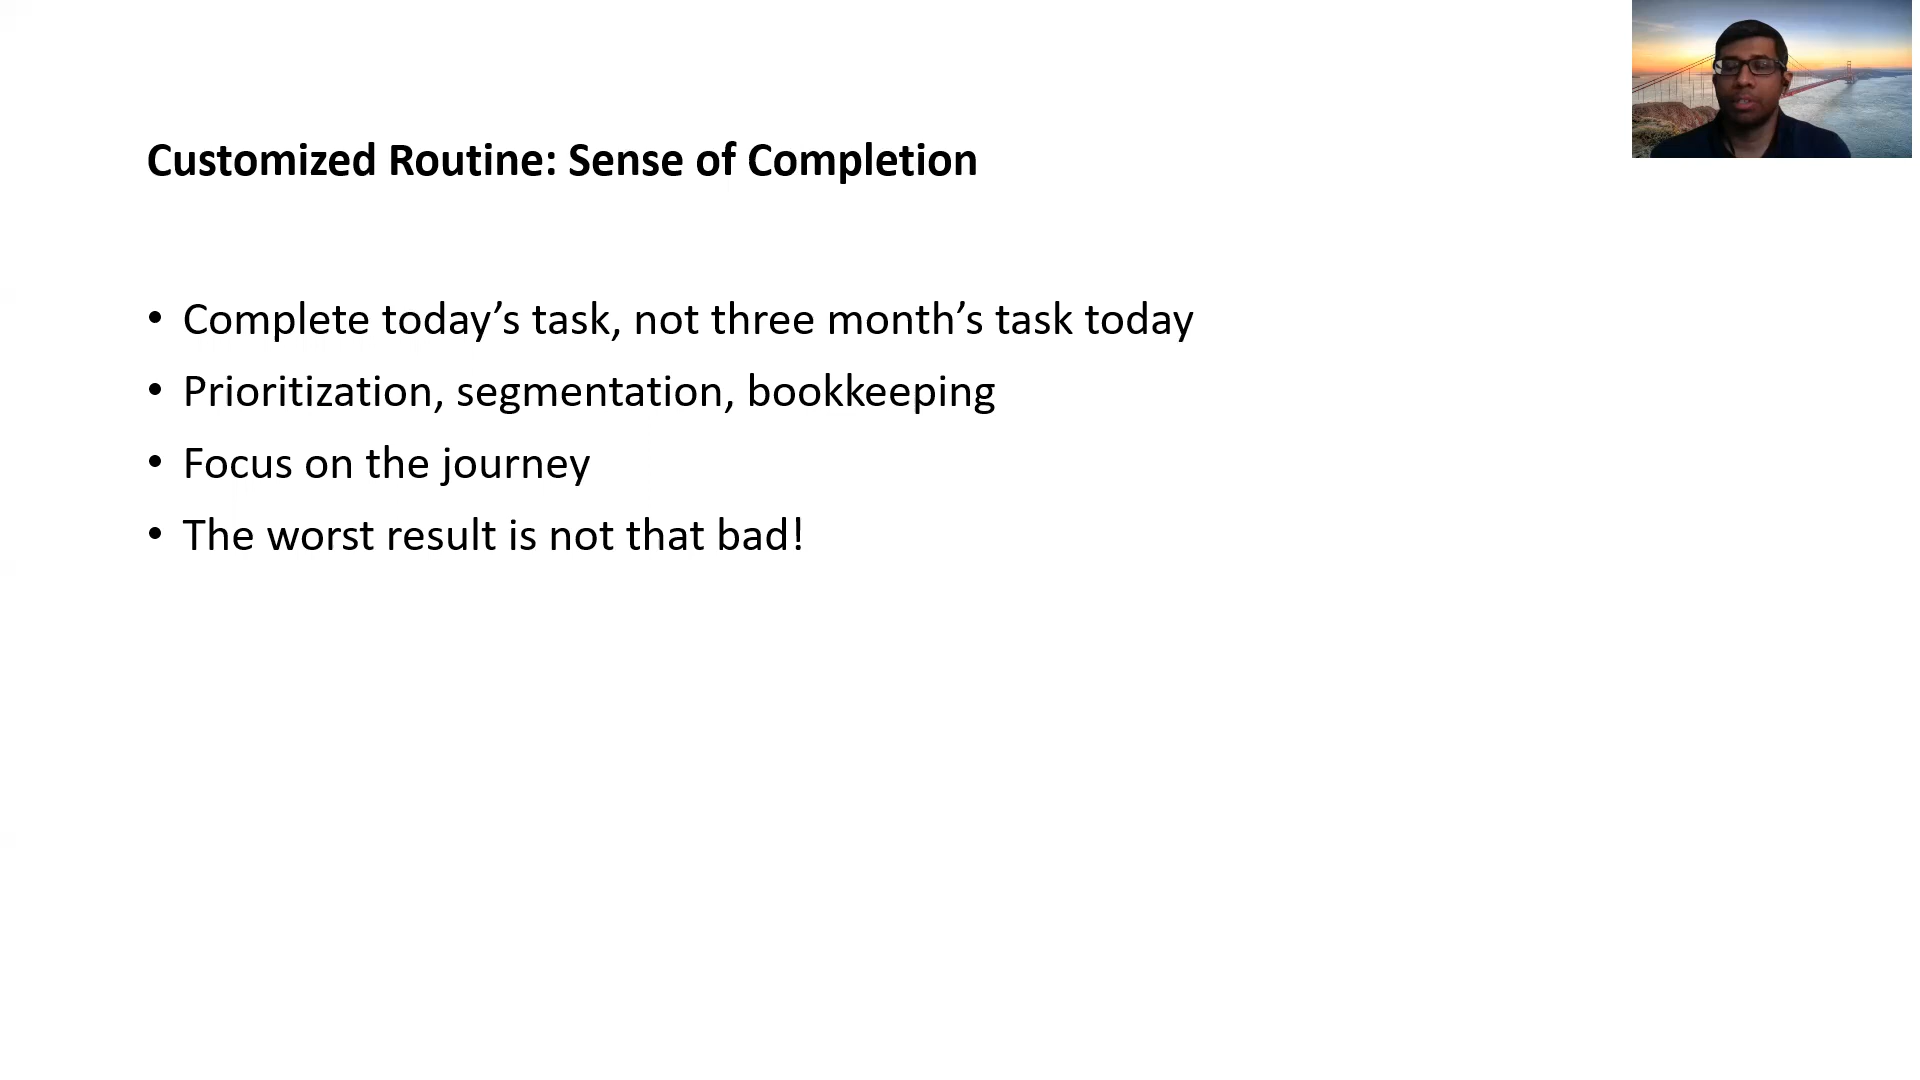 Customized Routine: Sense of Completion
• Complete today’s task, not three month’s task today
• Prioritization, segmentation, bookkeeping
• Focus on the journey
• The worst result is not that bad!